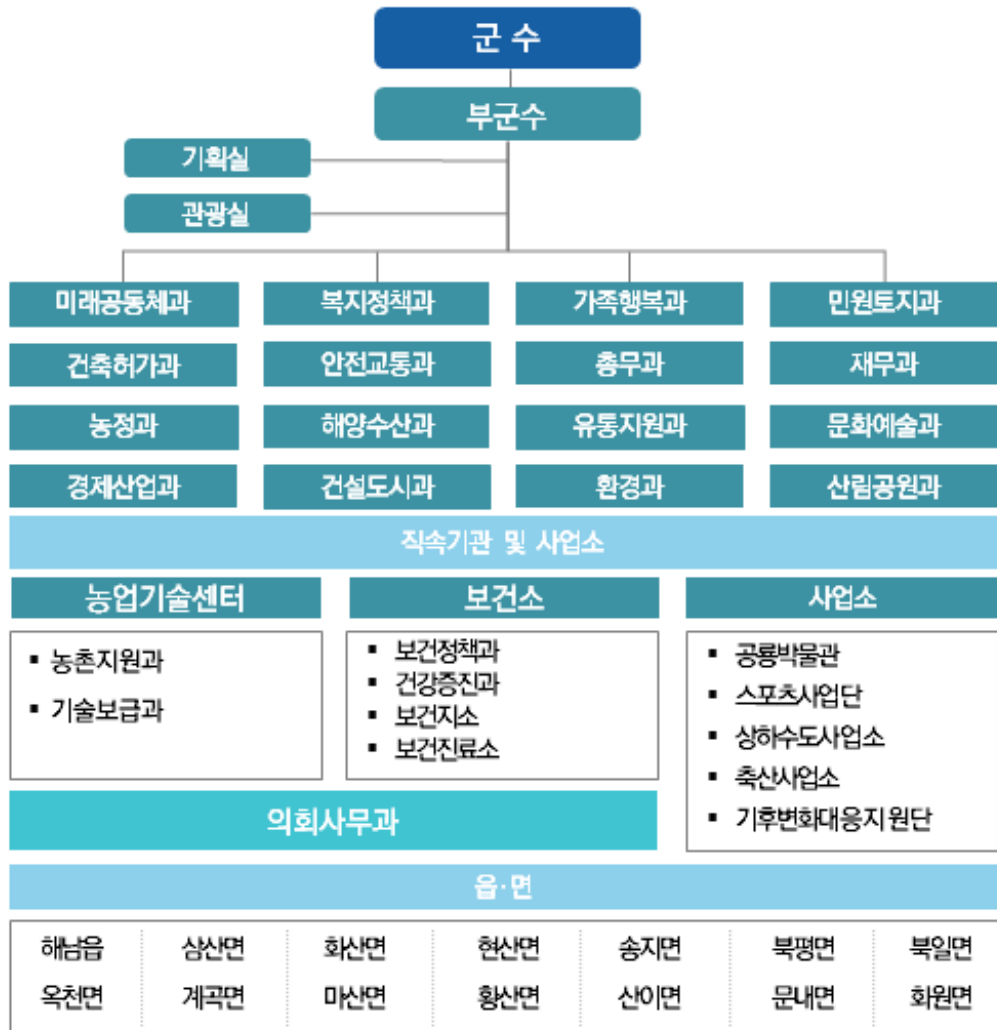 군 수
부군수
기획실
관광실
미래공동체과 복지정책과 가족행복과 민원토지과
건축허가과 안전교통과 총무과 재무과
농정과 해양수산과 유통지원과 문화예술과
경제산업과 건설도시과 환경과 산림공원과
직속기관 및 사업소
농업기술센터
▪ 농촌지원과
▪ 기술보급과
보건소
▪ 보건정책과
▪ 건강증진과
▪ 보건지소
▪ 보건진료소
사업소
▪ 공룡박물관
▪ 스포츠사업단
▪ 상하수도사업소
▪ 축산사업소
▪ 기후변화대응지원단
의회사무과
읍·면
해남읍 삼산면 화산면 현산면 송지면 북평면 북일면
옥천면 계곡면 마산면 황산면 산이면 문내면 화원면